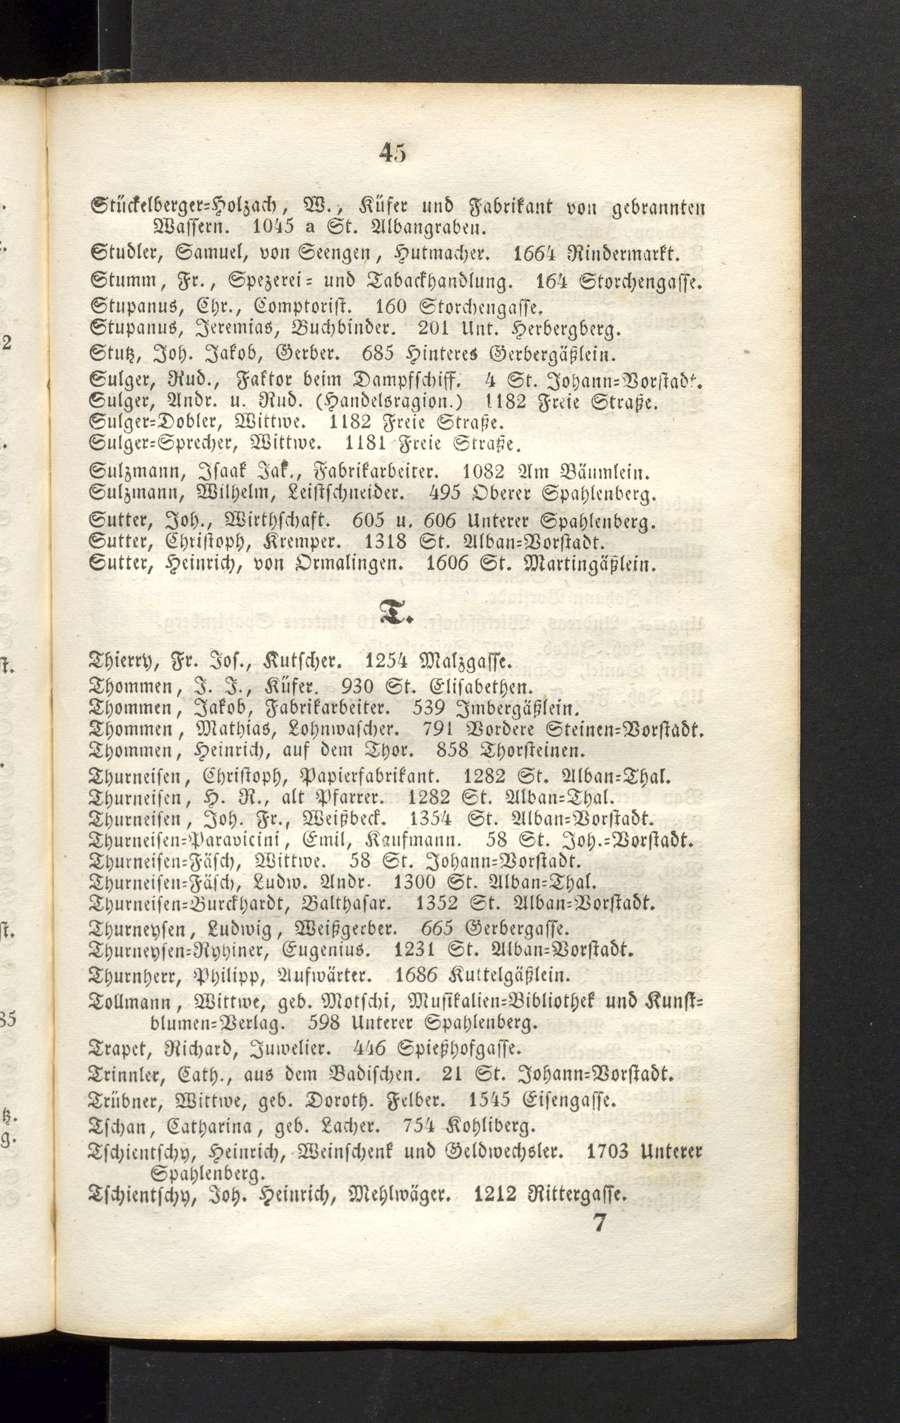 45
Stückelberger=Holzach, W., Küfer und Fabrikant von gebrannten
Wassern. 1045 a St. Albangraben.
Studler, Samuel, von Seengen, Hutmacher. 1664 Rindermarkt.
Stumm, Fr., Spezerei= und Tabackhandlung. 164 Storchengasse.
Stupanus, Chr., Comptorist. 160 Storchengasse.
Stupanus, Jeremias, Buchbinder. 201 Unt. Herbergberg.
Stutz, Joh. Jakob, Gerber. 685 Hinteres Gerbergäßlein.
Sulger, Rud., Faktor beim Dampfschiff. 4 St. Johann=Vorstadt.
Sulger, Andr. u. Rud. (Handelsragion.) 1182 Freie Straße.
Sulger=Dobler, Wittwe. 1182 Freie Straße.
Sulger=Sprecher, Wittwe. 1181 Freie Straße.
Sulzmann, Isaak Jak., Fabrikarbeiter. 1082 Am Bäumlein.
Sulzmann, Wilhelm, Leistschneider. 495 Oberer Spahlenberg.
Sutter, Joh., Wirthschaft. 605 u. 606 Unterer Spahlenberg.
Sutter, Christoph, Kremper. 1318 St. Alban=Vorstadt.
Sutter, Heinrich, von Ormalingen. 1606 St. Martingäßlein.
T.
Thierry, Fr. Jos., Kutscher. 1254 Malzgasse.
Thommen, J. J., Küfer. 930 St. Elisabethen.
Thommen, Jakob, Fabrikarbeiter. 539 Imbergäßlein.
Thommen, Mathias, Lohnwascher. 791 Vordere Steinen=Vorstadt.
Thommen, Heinrich, auf dem Thor. 858 Thorsteinen.
Thurneisen, Christoph, Papierfabrikant. 1282 St. Alban=Thal.
Thurneisen, H. R., alt Pfarrer. 1282 St. Alban=Thal.
Thurneisen, Joh. Fr., Weißbeck. 1354 St. Alban=Vorstadt.
Thurneisen=Paravicini, Emil, Kaufmann. 58 St. Joh.=Vorstadt.
Thurneisen=Fäsch, Wittwe. 58 St. Johann=Vorstadt.
Thurneisen=Fäsch, Ludw. Andr. 1300 St. Alban=Thal.
Thurneisen=Burckhardt, Balthasar. 1352 St. Alban=Vorstadt.
Thurneysen, Ludwig, Weißgerber. 665 Gerbergasse.
Thurneysen=Ryhiner, Eugenius. 1231 St. Alban=Vorstadt.
Thurnherr, Philipp, Aufwärter. 1686 Kuttelgäßlein.
Tollmann, Wittwe, geb. Motschi, Musikalien=Bibliothek und Kunst=
blumen=Verlag. 598 Unterer Spahlenberg.
Trapet, Richard, Juwelier. 446 Spießhofgasse.
Trinnler, Cath., aus dem Badischen. 21 St. Johann=Vorstadt.
Trübner, Wittwe, geb. Doroth. Felber. 1545 Eisengasse.
Tschan, Catharina, geb. Lacher. 754 Kohliberg.
Tschientschy, Heinrich, Weinschenk und Geldwechsler. 1703 Unterer
Spahlenberg.
Tschientschy, Joh. Heinrich, Mehlwäger. 1212 Rittergasse.
7